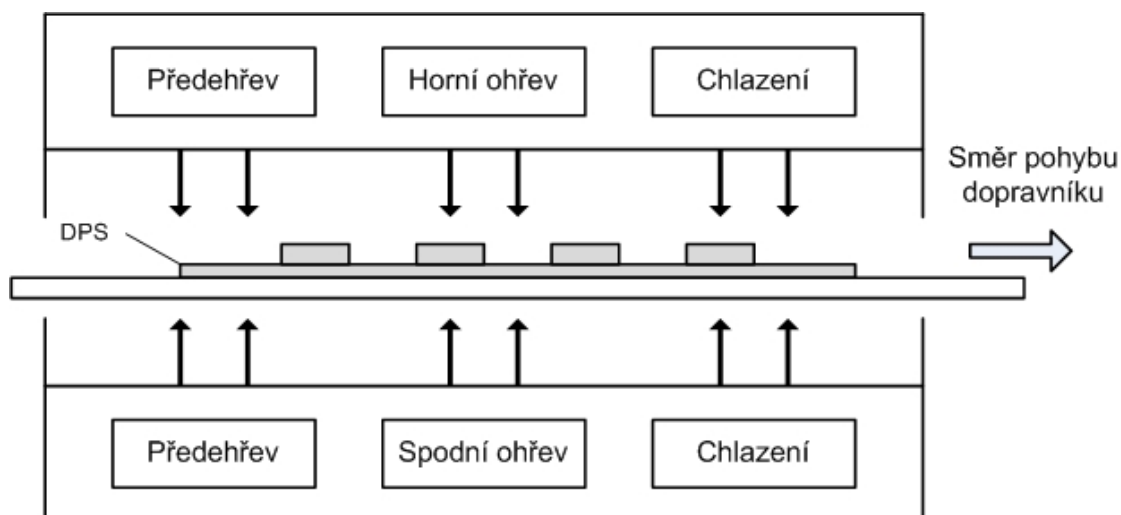 Předehřev
Horní ohřev
Chlazení
Směr pohybu
dopravníku
DPS
Předehřev
Spodní ohřev
Chlazení